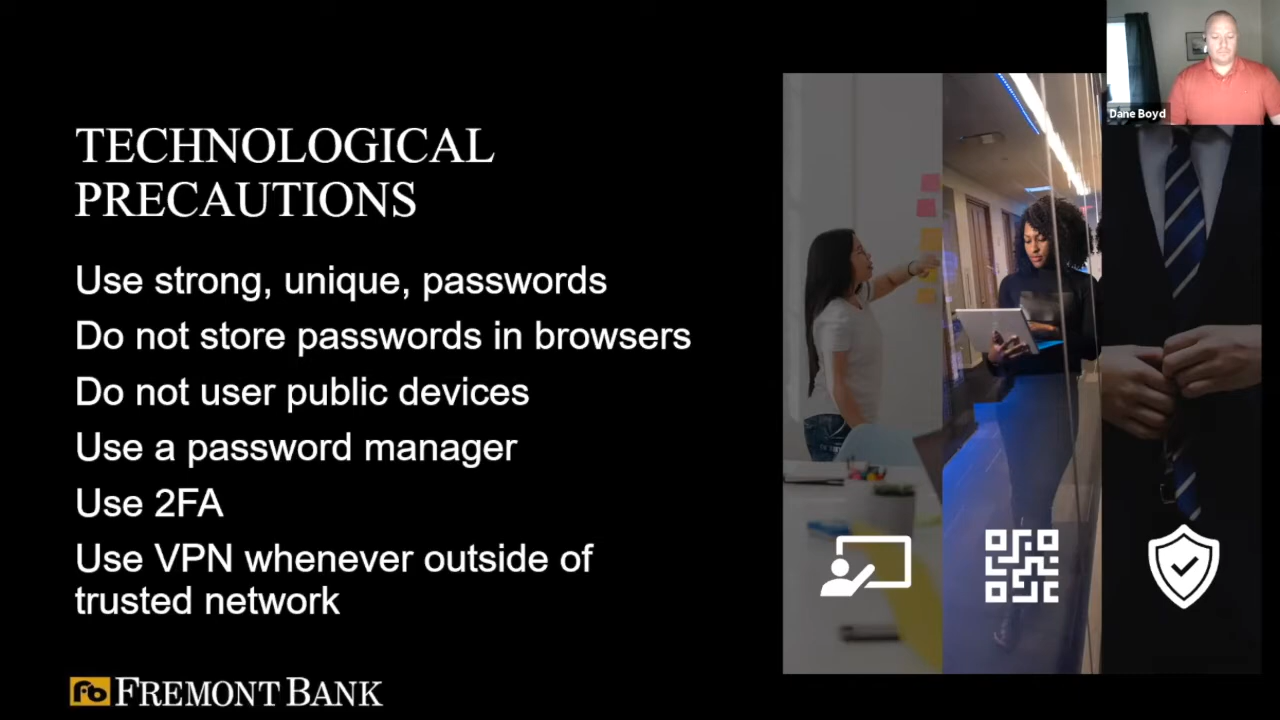 TECHNOLOGICAL
PRECAUTIONS
Use strong, unique, passwords
Do not store passwords in browsers
Do not user public devices
Use a password manager
Use 2FA
Use VPN whenever outside of
trusted network
fb FREMONT BANK
Dane Boyd